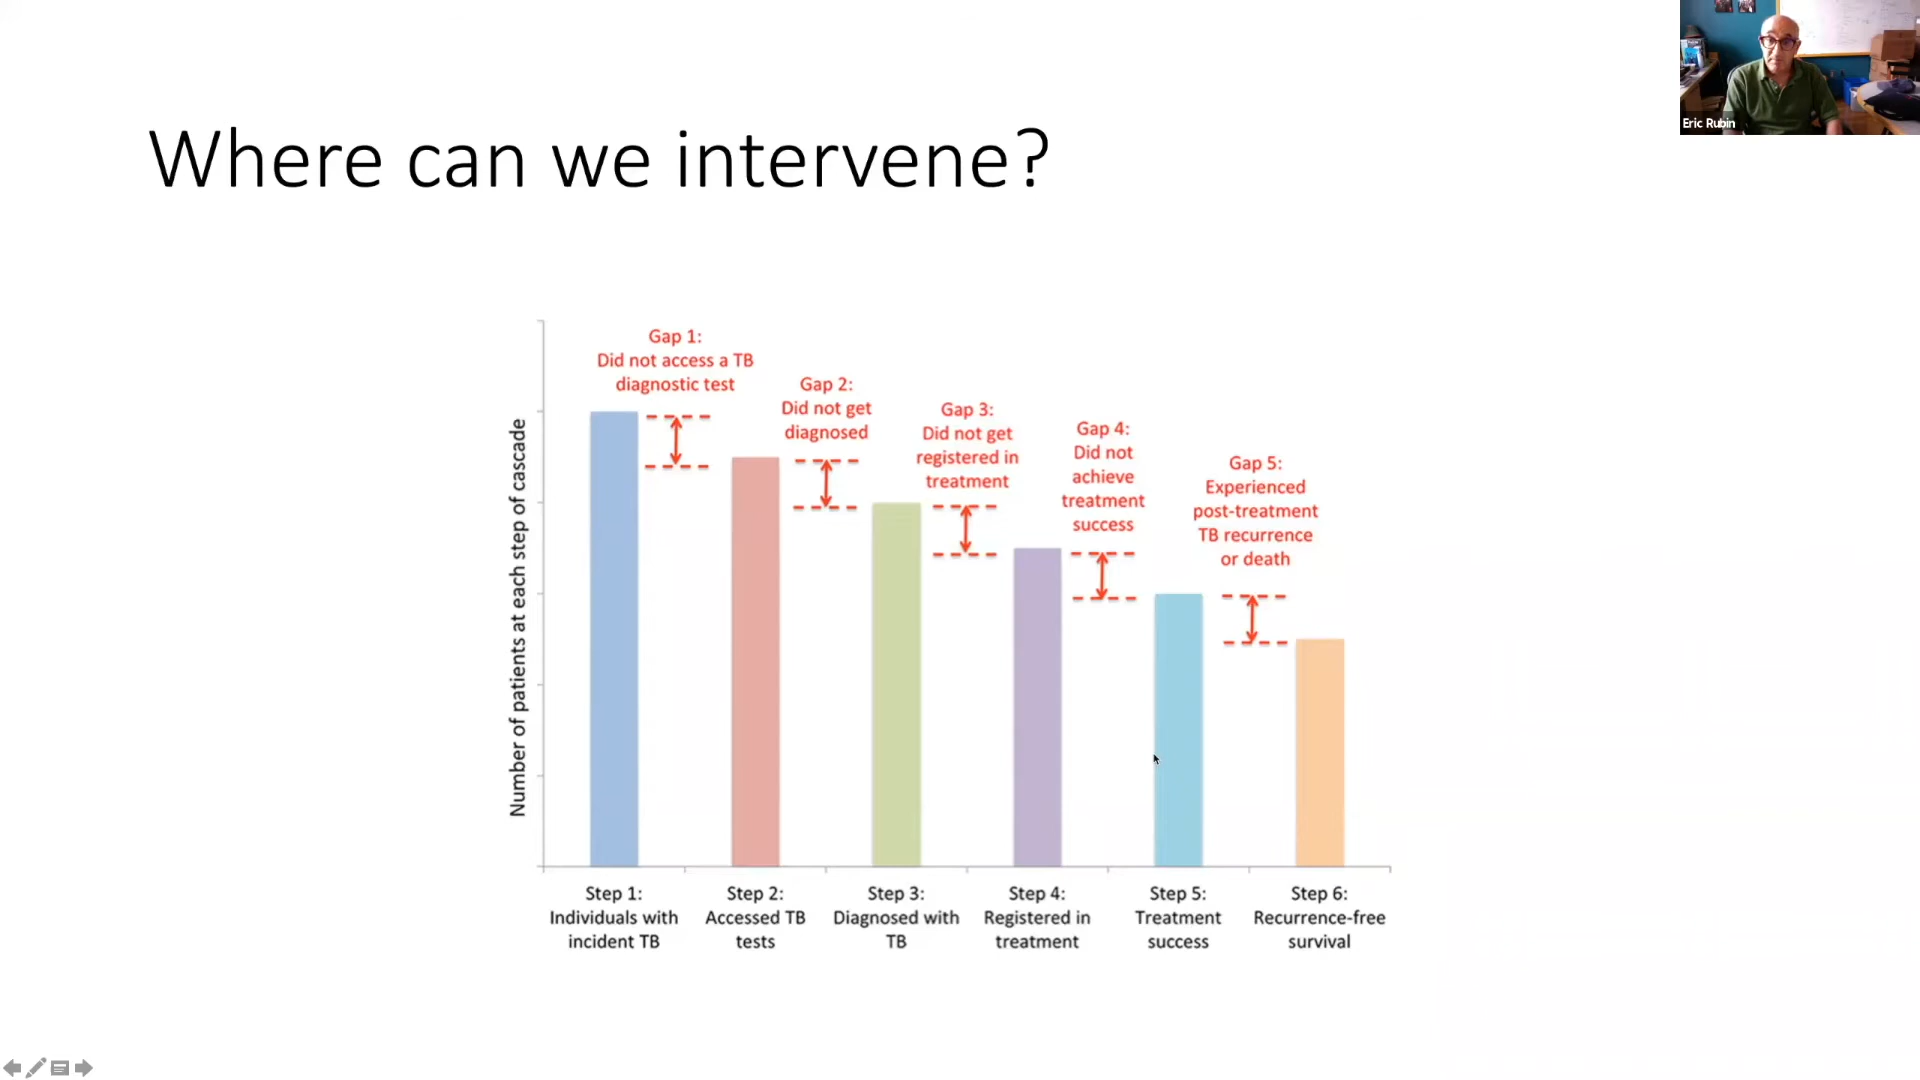 Where can we intervene?
Eric Rubin
Gap 1:
Did not access a TB
diagnostic test
Gap 2:
Did not get
diagnosed
Gap 3:
Did not get
registered in
treatment
Gap 4:
Did not
achieve
treatment
success
Gap 5:
Experienced
post-treatment
TB recurrence
or death
Number of patients at each step of cascade
Step 1:
Individuals with
incident TB
Step 2:
Accessed TB
tests
Step 3:
Diagnosed with
TB
Step 4:
Registered in
treatment
Step 5:
Treatment
success
Step 6:
Recurrence-free
survival